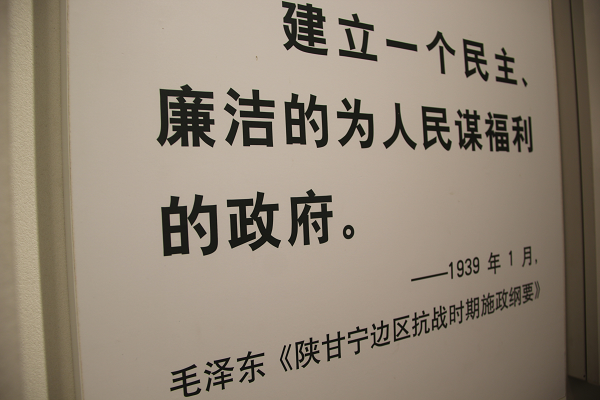 建立一个民主、
廉洁的为人民谋福利
的政府。
——1939 年 1 月,
毛泽东《陕甘宁边区抗战时期施政纲要》